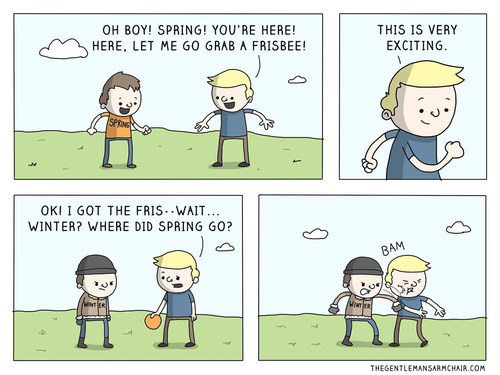 OH BOY! SPRING! YOU'RE HERE!
HERE, LET ME GO GRAB A FRISBEE!
SPRING
THIS IS VERY
EXCITING.
OK! I GOT THE FRIS--WAIT...
WINTER? WHERE DID SPRING GO?
WINTER
BAM
WINTER
THEGENTLEMANSARMCHAIR.COM